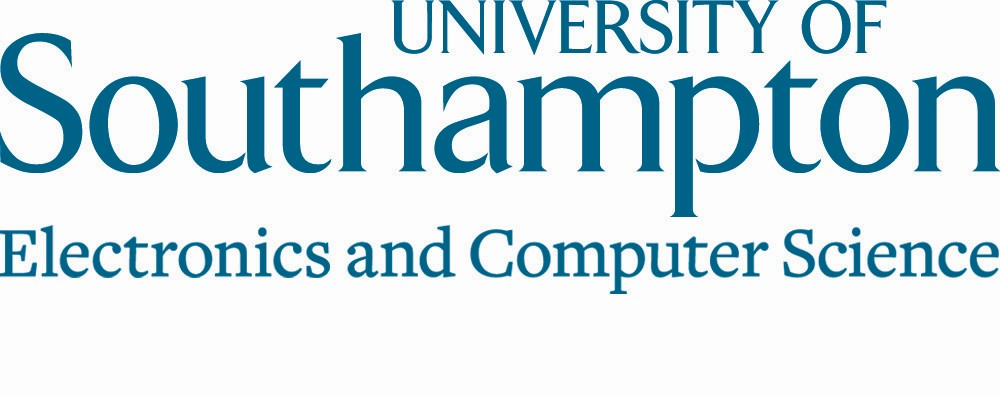 UNIVERSITY OF
Southampton
Electronics and Computer Science